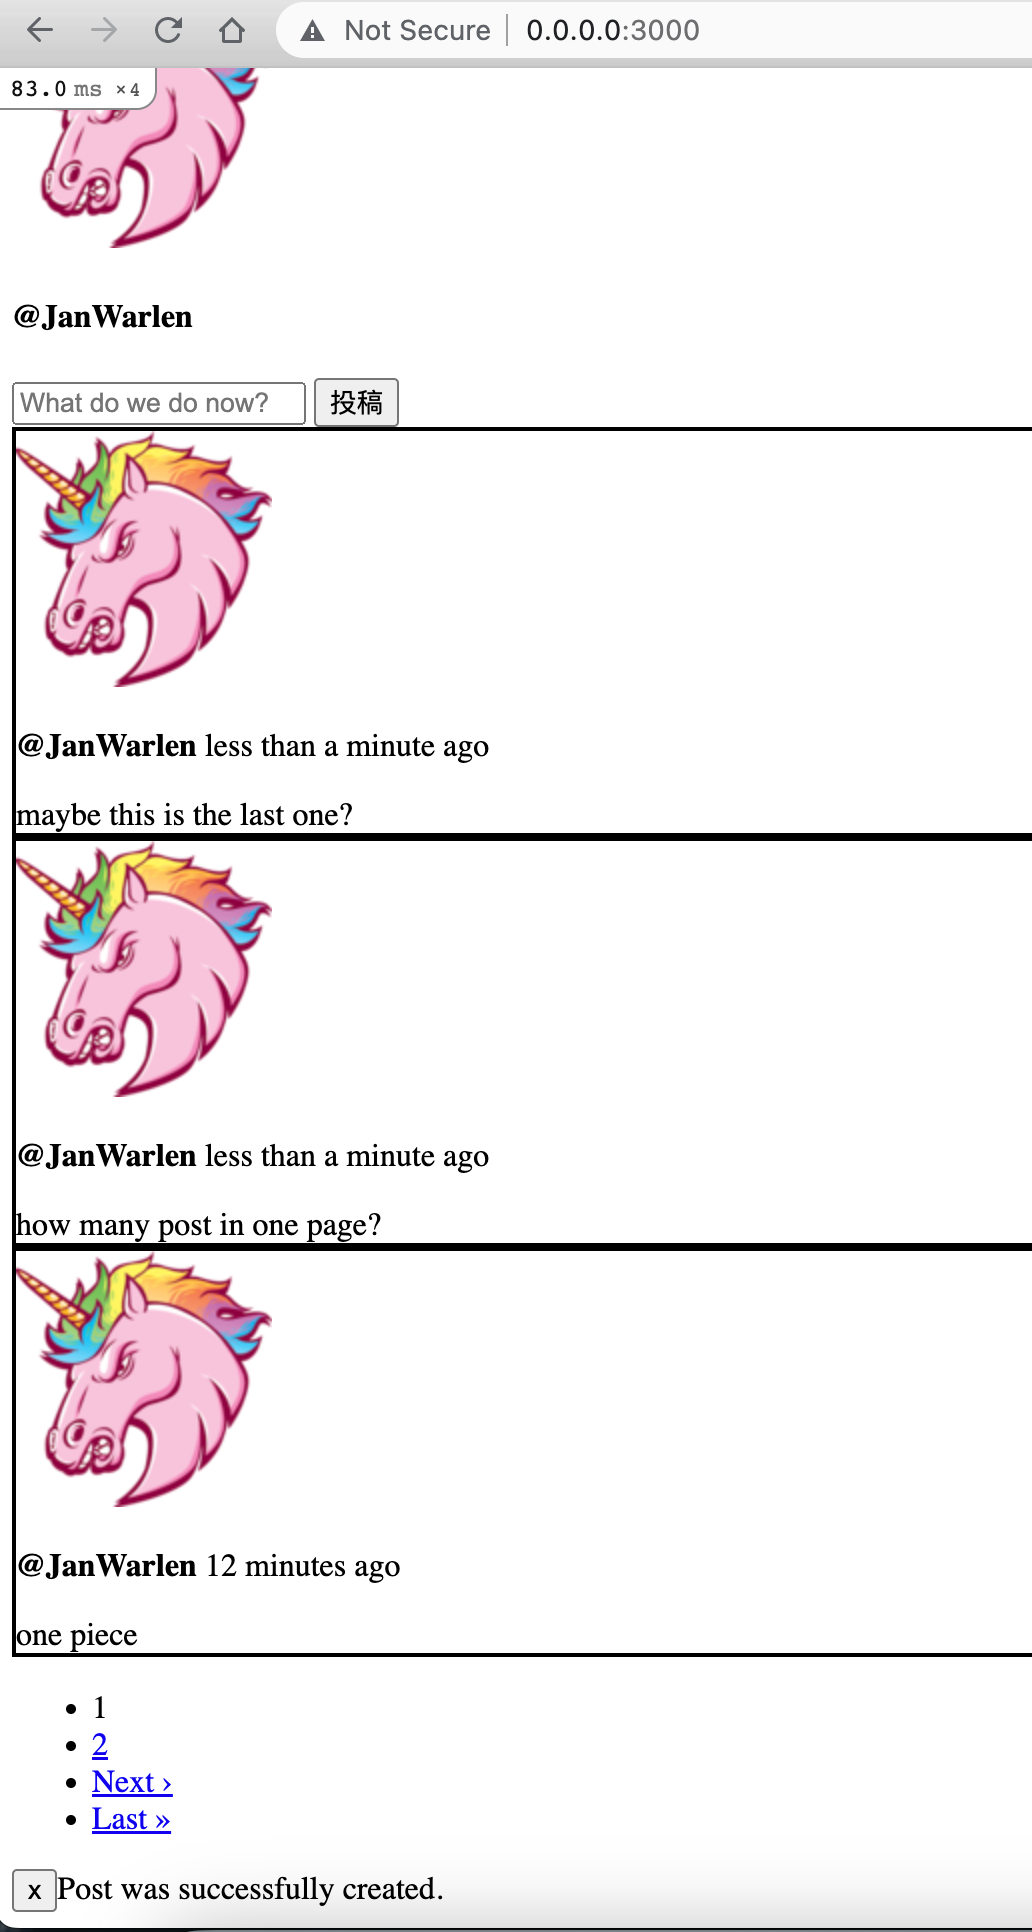 Not Secure
0.0.0.0:3000
83.0 ms ×4
@JanWarlen
What do we do now? 投稿
@JanWarlen less than a minute ago
maybe this is the last one?
@JanWarlen less than a minute ago
how many post in one page?
@JanWarlen 12 minutes ago
one piece
1
2
Next ›
Last »
x Post was successfully created.